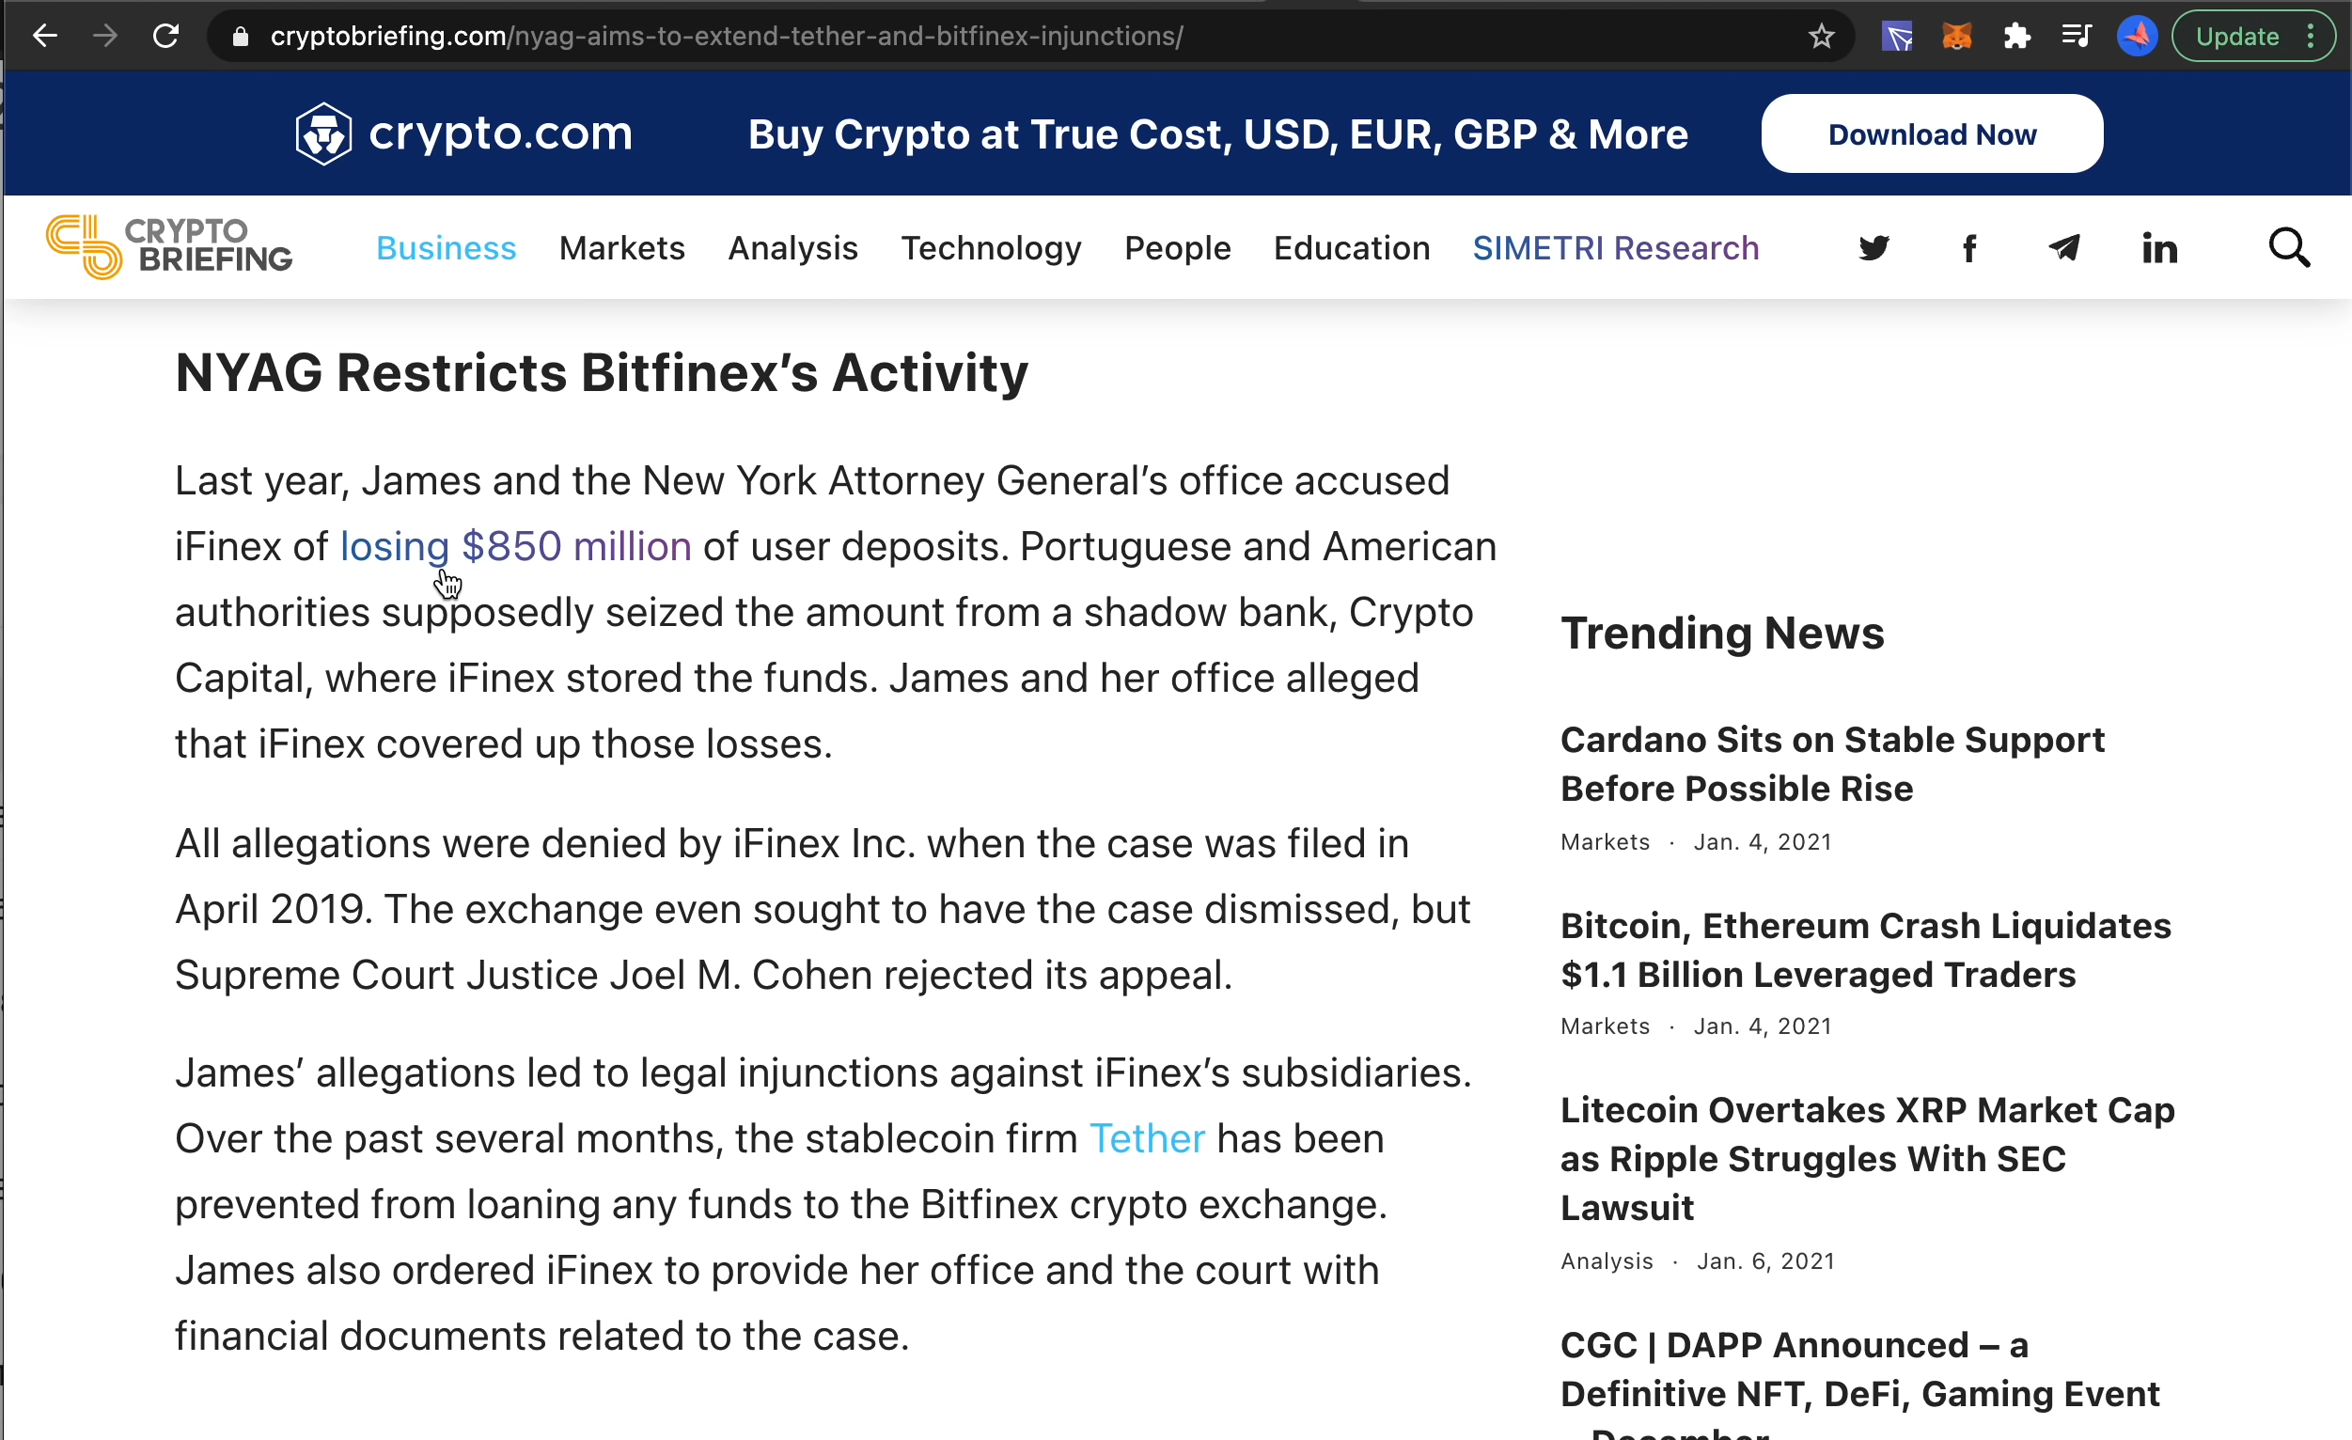 cryptobriefing.com/nyag-aims-to-extend-tether-and-bitfinex-injunctions/
Update
crypto.com
Buy Crypto at True Cost, USD, EUR, GBP & More
Download Now
CRYPTO
BRIEFING
Business Markets Analysis Technology People Education SIMETRI Research
NYAG Restricts Bitfinex’s Activity
Last year, James and the New York Attorney General’s office accused
iFinex of losing $850 million of user deposits. Portuguese and American
authorities supposedly seized the amount from a shadow bank, Crypto
Capital, where iFinex stored the funds. James and her office alleged
that iFinex covered up those losses.
All allegations were denied by iFinex Inc. when the case was filed in
April 2019. The exchange even sought to have the case dismissed, but
Supreme Court Justice Joel M. Cohen rejected its appeal.
James’ allegations led to legal injunctions against iFinex’s subsidiaries.
Over the past several months, the stablecoin firm Tether has been
prevented from loaning any funds to the Bitfinex crypto exchange.
James also ordered iFinex to provide her office and the court with
financial documents related to the case.
Trending News
Cardano Sits on Stable Support
Before Possible Rise
Markets · Jan. 4, 2021
Bitcoin, Ethereum Crash Liquidates
$1.1 Billion Leveraged Traders
Markets · Jan. 4, 2021
Litecoin Overtakes XRP Market Cap
as Ripple Struggles With SEC
Lawsuit
Analysis · Jan. 6, 2021
CGC | DAPP Announced – a
Definitive NFT, DeFi, Gaming Event
– December